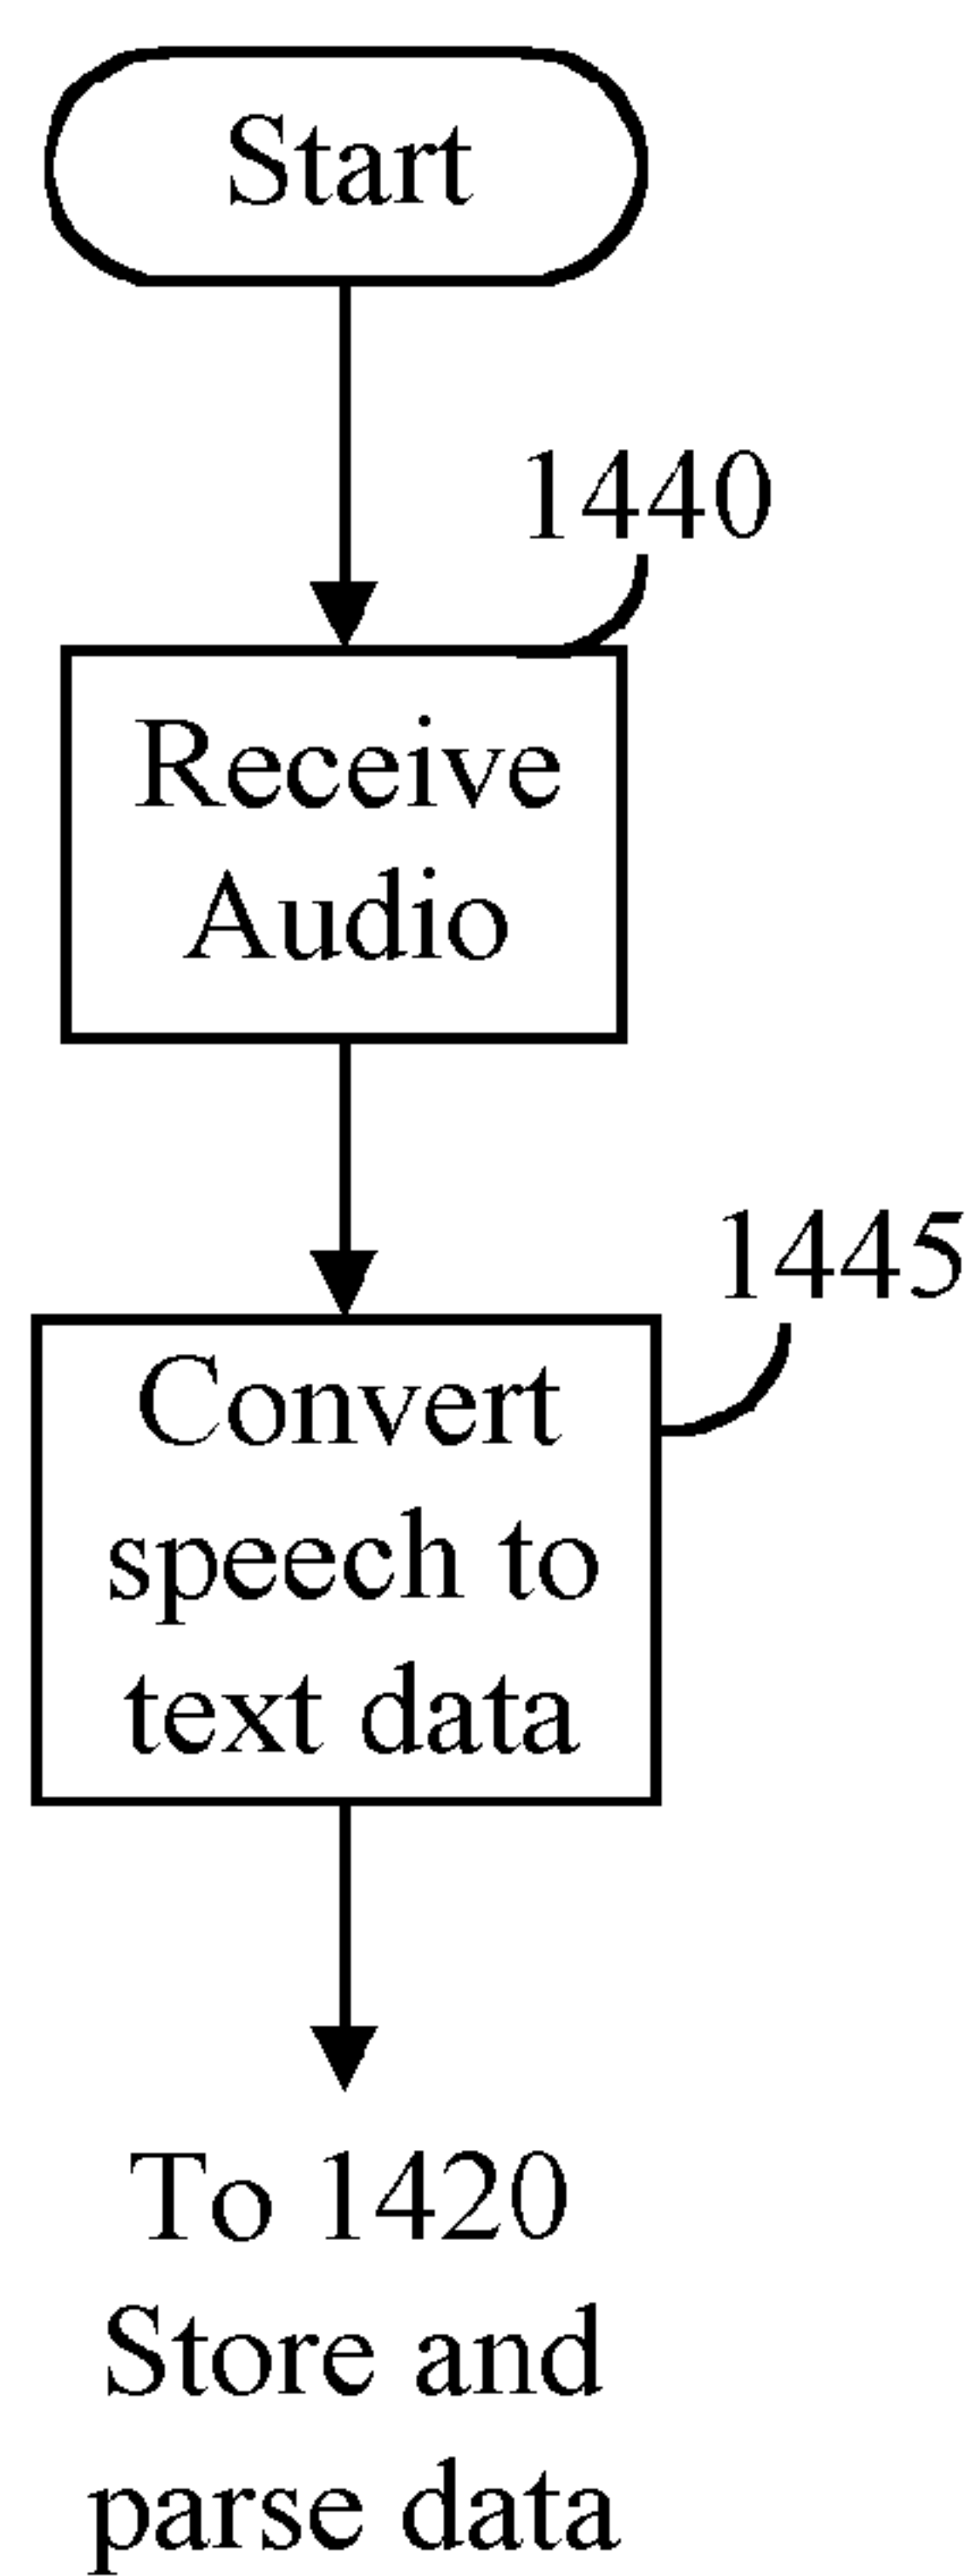 Start
1440
Receive
Audio
1445
Convert
speech to
text data
To 1420
Store and
parse data